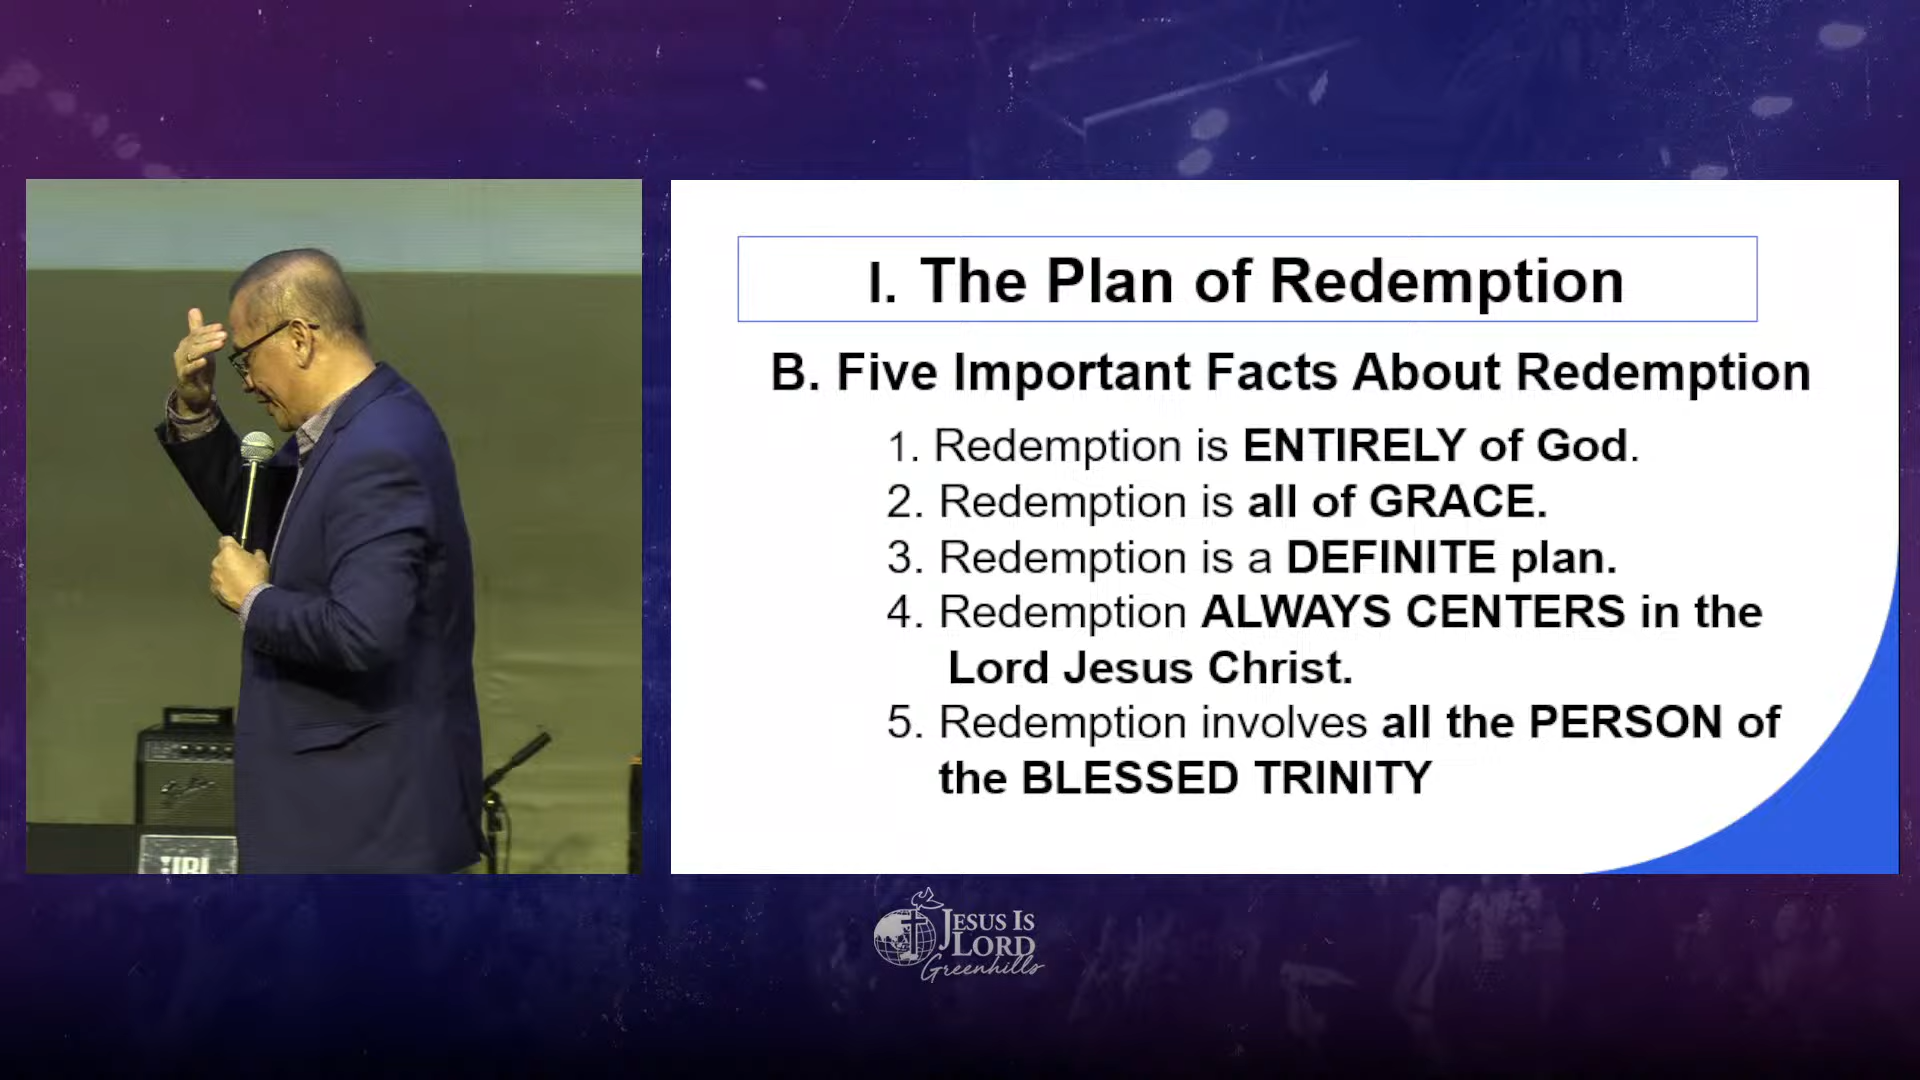 I. The Plan of Redemption
B. Five Important Facts About Redemption
1. Redemption is ENTIRELY of God.
2. Redemption is all of GRACE.
3. Redemption is a DEFINITE plan.
4. Redemption ALWAYS CENTERS in the
Lord Jesus Christ.
5. Redemption involves all the PERSON of
the BLESSED TRINITY
JBL
JESUS IS
LORD
Greenhills